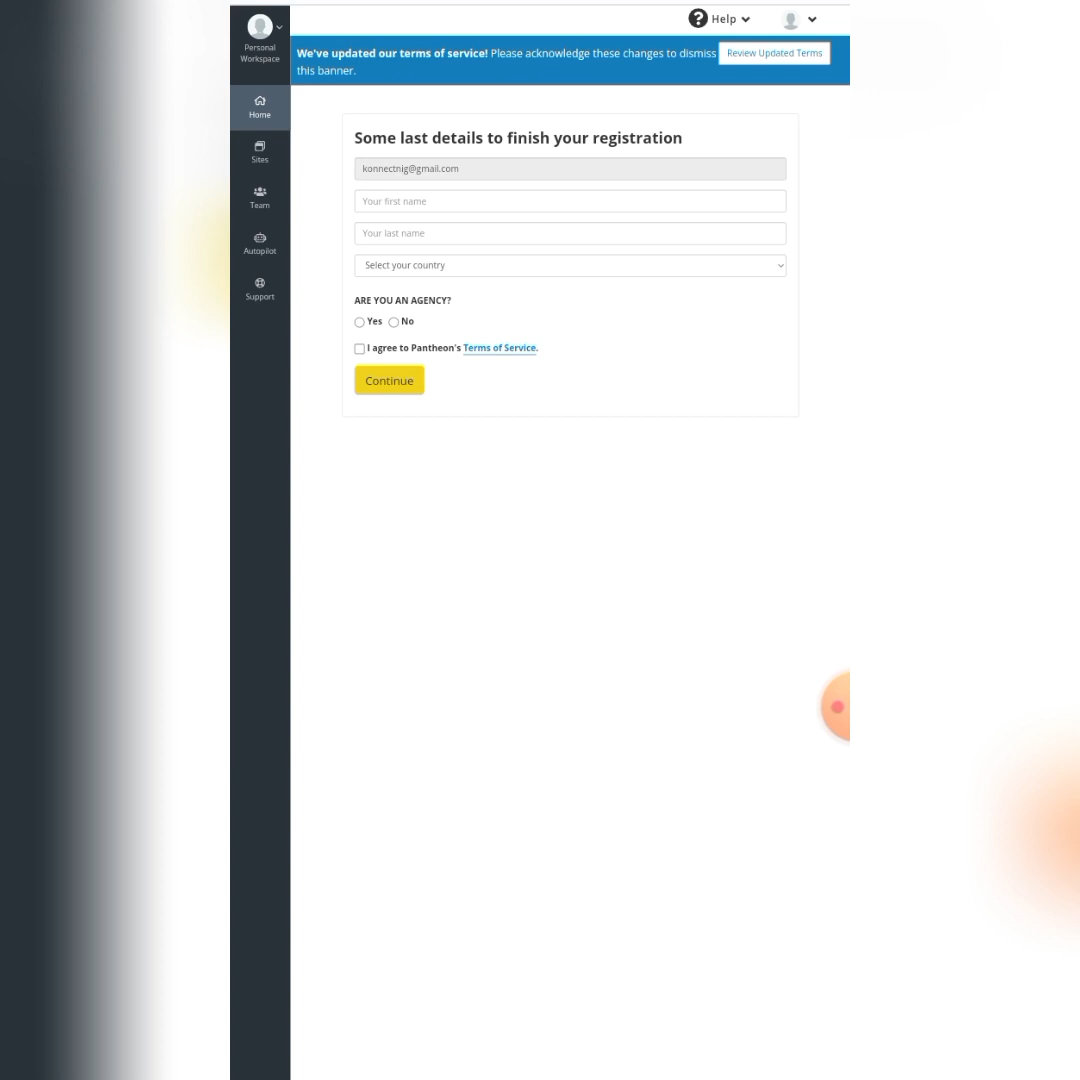 Help
Personal
Workspace
We've updated our terms of service! Please acknowledge these changes to dismiss
this banner.
Review Updated Terms
Home
Sites
Team
Autopilot
Support
Some last details to finish your registration
konnectnig@gmail.com
Your first name
Your last name
Select your country
ARE YOU AN AGENCY?
Yes No
I agree to Pantheon's Terms of Service.
Continue